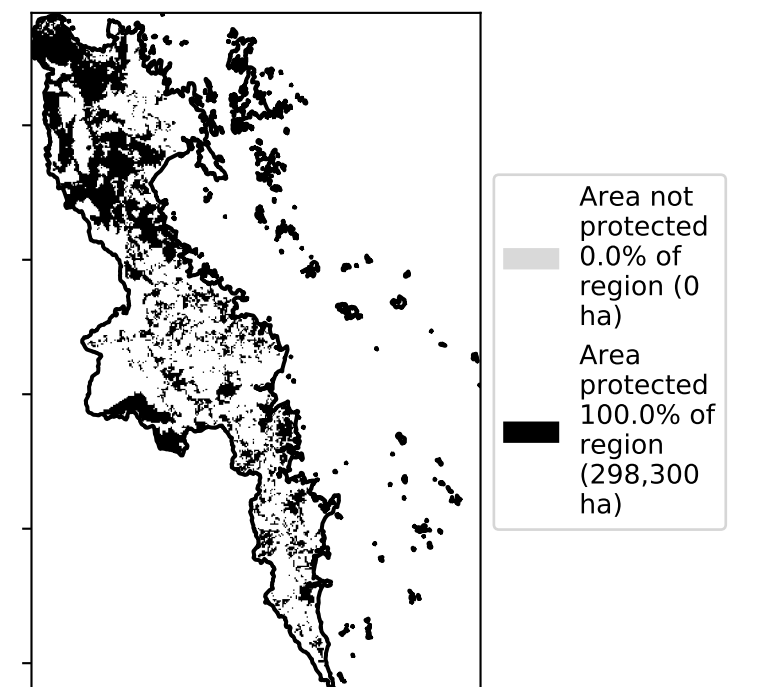 Area not
protected
0.0% of
region (0
ha)
Area
protected
100.0% of
region
(298,300
ha)